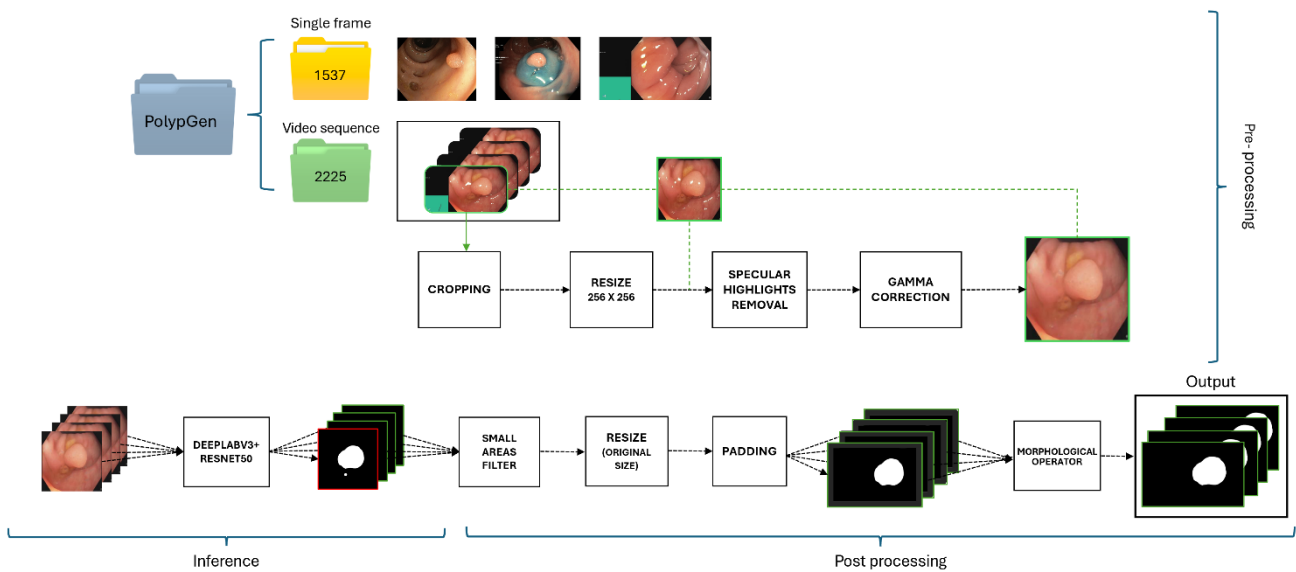 Single frame
1537
PolypGen
Video sequence
2225
Pre- processing
CROPPING
RESIZE
256 X 256
SPECULAR
HIGHLIGHTS
REMOVAL
GAMMA
CORRECTION
Output
DEEPLABV3+
RESNET50
SMALL
AREAS
FILTER
RESIZE
(ORIGINAL
SIZE)
PADDING
MORPHOLOGICAL
OPERATOR
Inference
Post processing